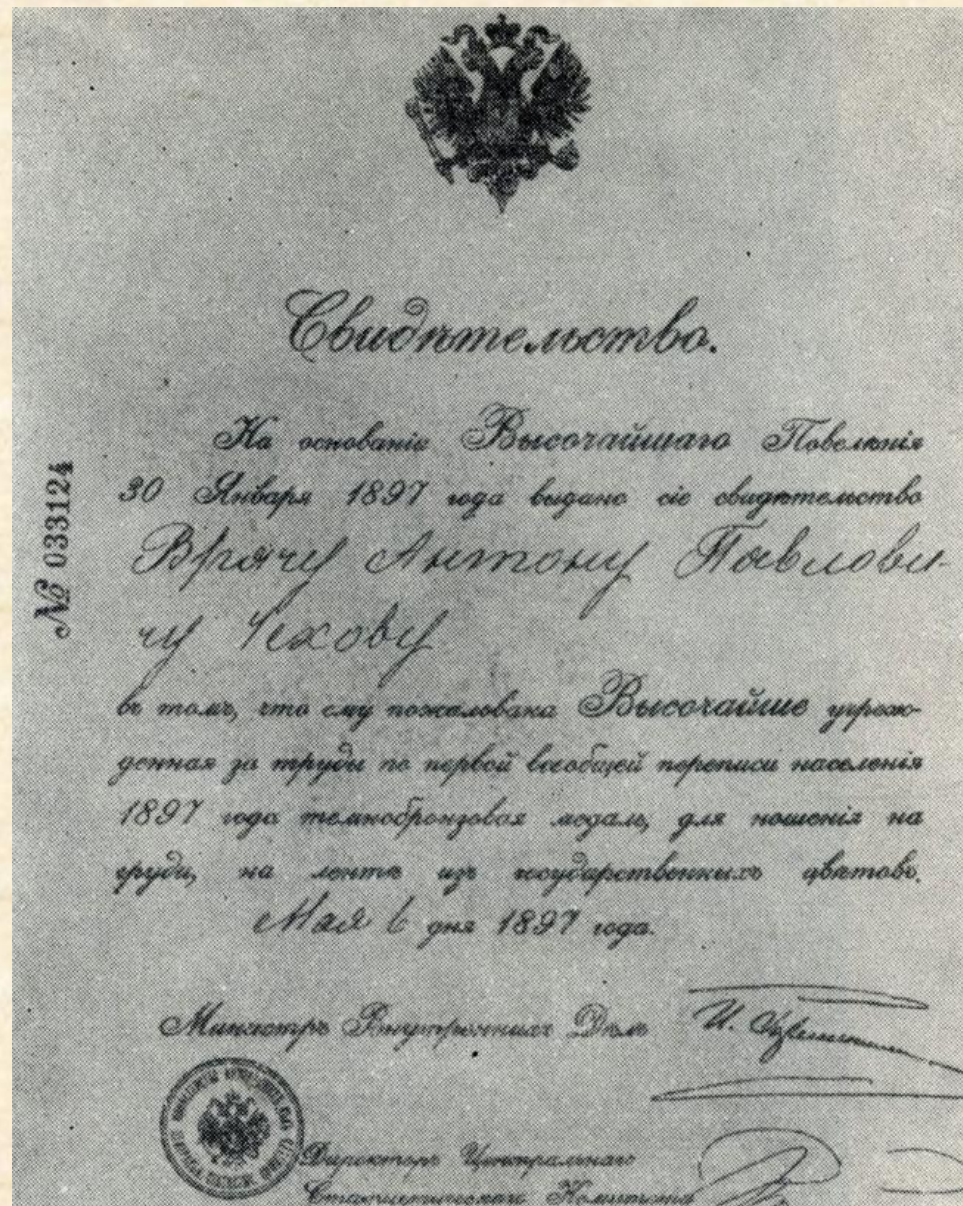 № 033124
Свидѣтельство.
На основаніи Высочайшаго Повелѣнія
30 Января 1897 года выдано сіе свидѣтельство
Врачу Антону Павлови-
чу Чехову
въ томъ, что ему пожалована Высочайше учреж-
денная за труды по первой всеобщей переписи населенія
1897 года темнобронзовая медаль, для ношенія на
груди, на лентѣ изъ государственныхъ цвѣтовъ.
Мая 6 дня 1897 года.
Министръ Внутреннихъ Дѣлъ
Директоръ Центральнаго
Статистическаго Комитета